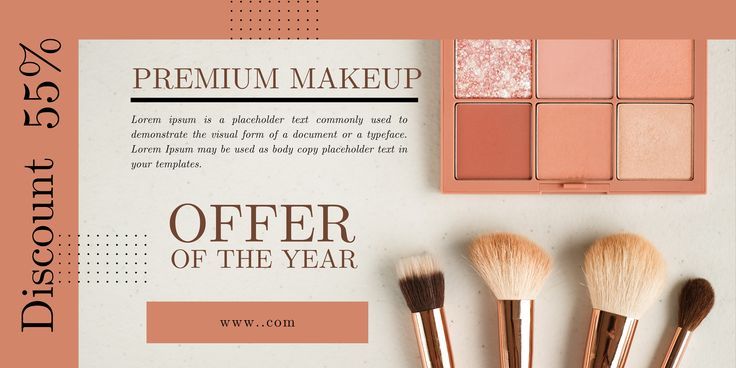 Discount 55%
PREMIUM MAKEUP
Lorem ipsum is a placeholder text commonly used to
demonstrate the visual form of a document or a typeface.
Lorem Ipsum may be used as body copy placeholder text in
your templates.
OFFER
OF THE YEAR
www..com